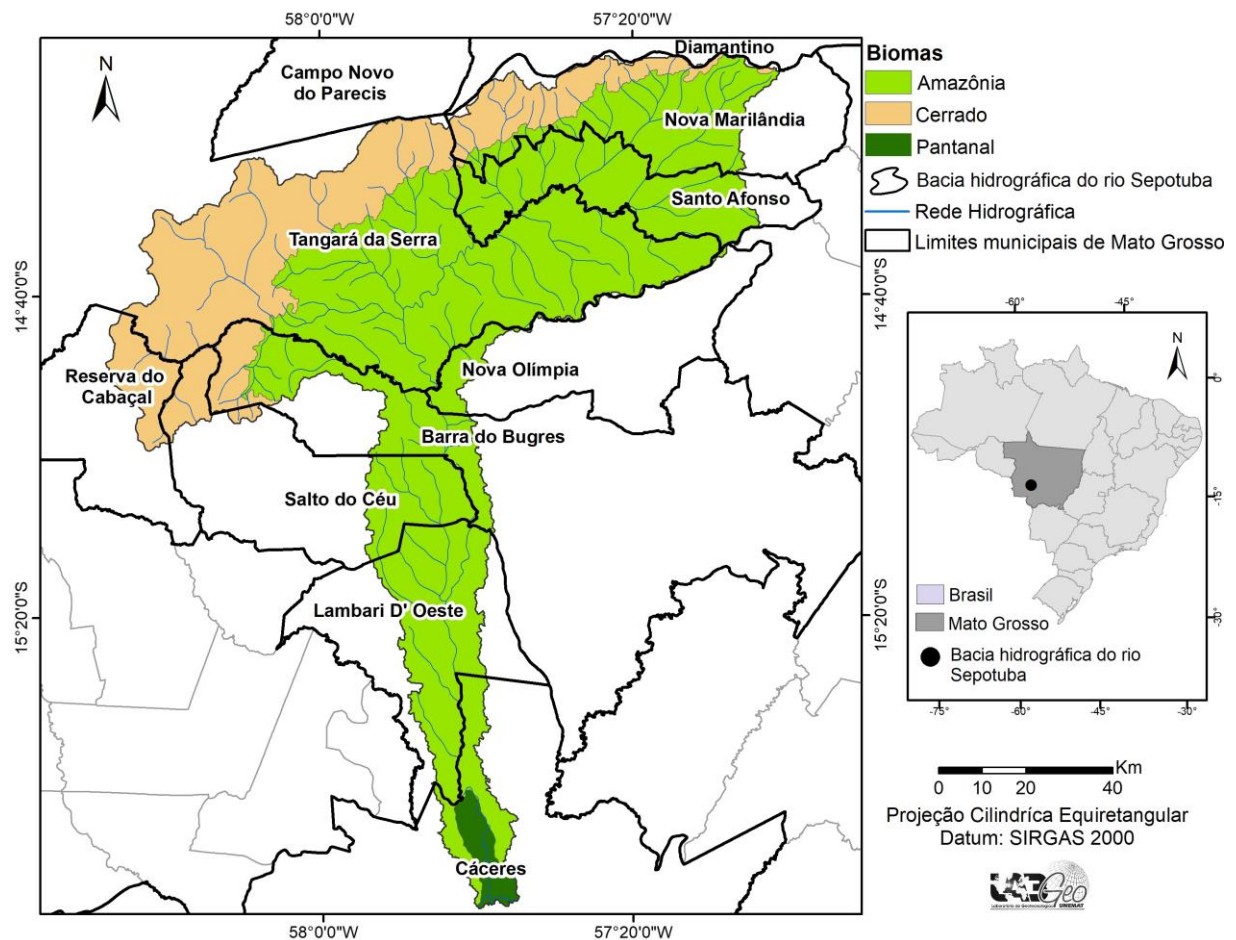 58°0'0"W
57°20'0"W
N
Campo Novo
do Parecis
Diamantino
Nova Marilândia
Santo Afonso
Tangará da Serra
14°40'0"S
14°40'0"S
Reserva do
Cabaçal
Nova Olímpia
Barra do Bugres
Salto do Céu
Lambari D' Oeste
15°20'0"S
15°20'0"S
Cáceres
58°0'0"W
57°20'0"W
Biomas
Amazônia
Cerrado
Pantanal
Bacia hidrográfica do rio Sepotuba
Rede Hidrográfica
Limites municipais de Mato Grosso
-60°
-45°
N
0°
-15°
-30°
Brasil
Mato Grosso
Bacia hidrográfica do rio
Sepotuba
-75°
-60°
-45°
-30°
Km
0 10 20 40
Projeção Cilindríca Equiretangular
Datum: SIRGAS 2000
LABGeo
UNEMAT